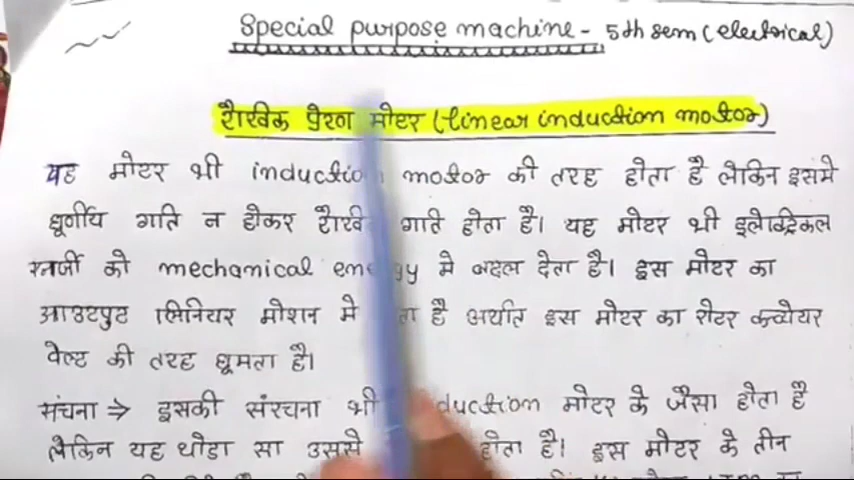 Special purpose machine - 5th sem (electrical)
रैखिक प्रेरण मोटर (linear induction motor)
यह मोटर भी induction motor की तरह होता है लेकिन इसमे
घूर्णीय गति न होकर रैखि गति होता है। यह मोटर भी इलेक्ट्रिकल
एनर्जी को mechanical energy मे बदल देता है। इस मोटर का
आउटपुट लिनियर मोशन मे है अर्थात इस मोटर का रोटर कन्वेयर
वेल्ट की तरह घूमता है।
संचना ⇒ इसकी संरचना भी induction मोटर के जैसा होता है
लेकिन यह थोडा सा उससे होता है। इस मोटर के तीन